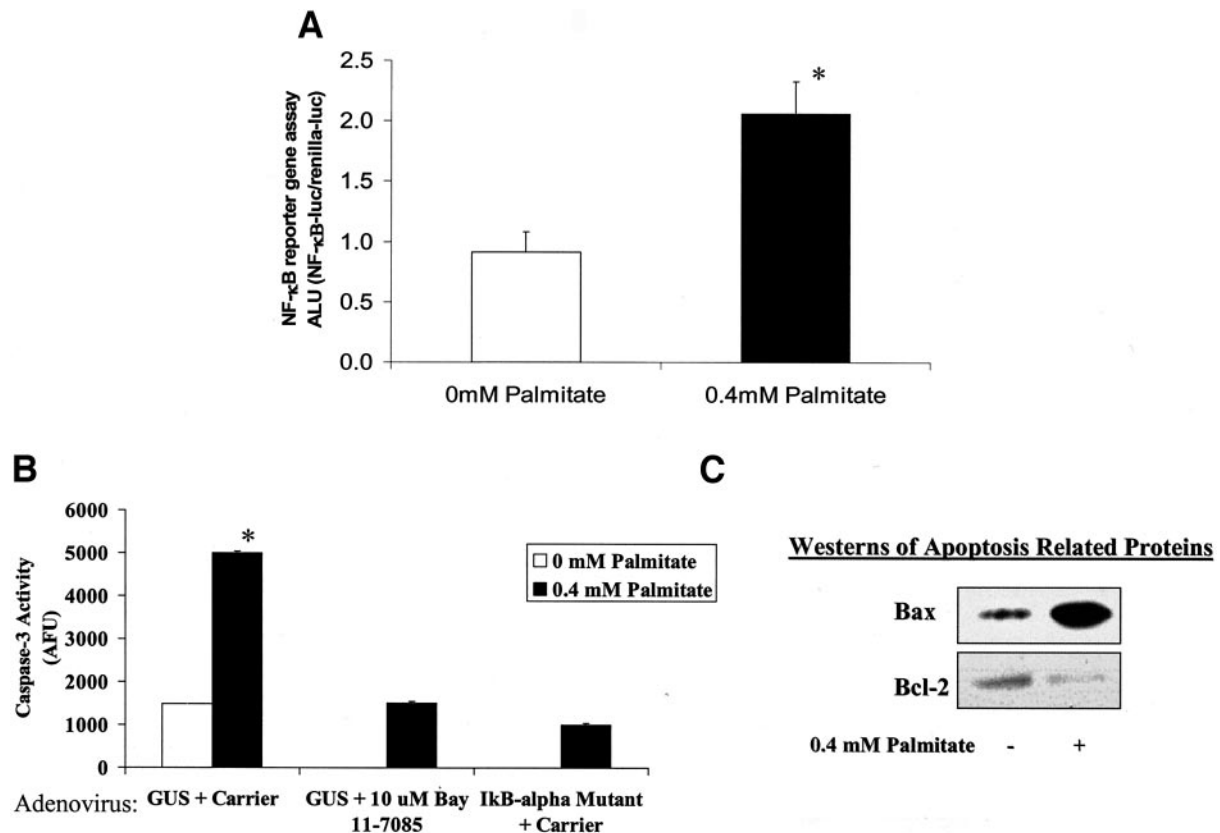 A
NF-κB reporter gene assay
ALU (NF-κB-luc/renilla-luc)
2.5
2.0
1.5
1.0
0.5
0.0
*
0mM Palmitate
0.4mM Palmitate
B
Caspase-3 Activity
(AFU)
6000
5000
4000
3000
2000
1000
0
*
0 mM Palmitate
0.4 mM Palmitate
Adenovirus: GUS + Carrier
GUS + 10 uM Bay
11-7085
IkB-alpha Mutant
+ Carrier
C
Westerns of Apoptosis Related Proteins
Bax
Bcl-2
0.4 mM Palmitate - +